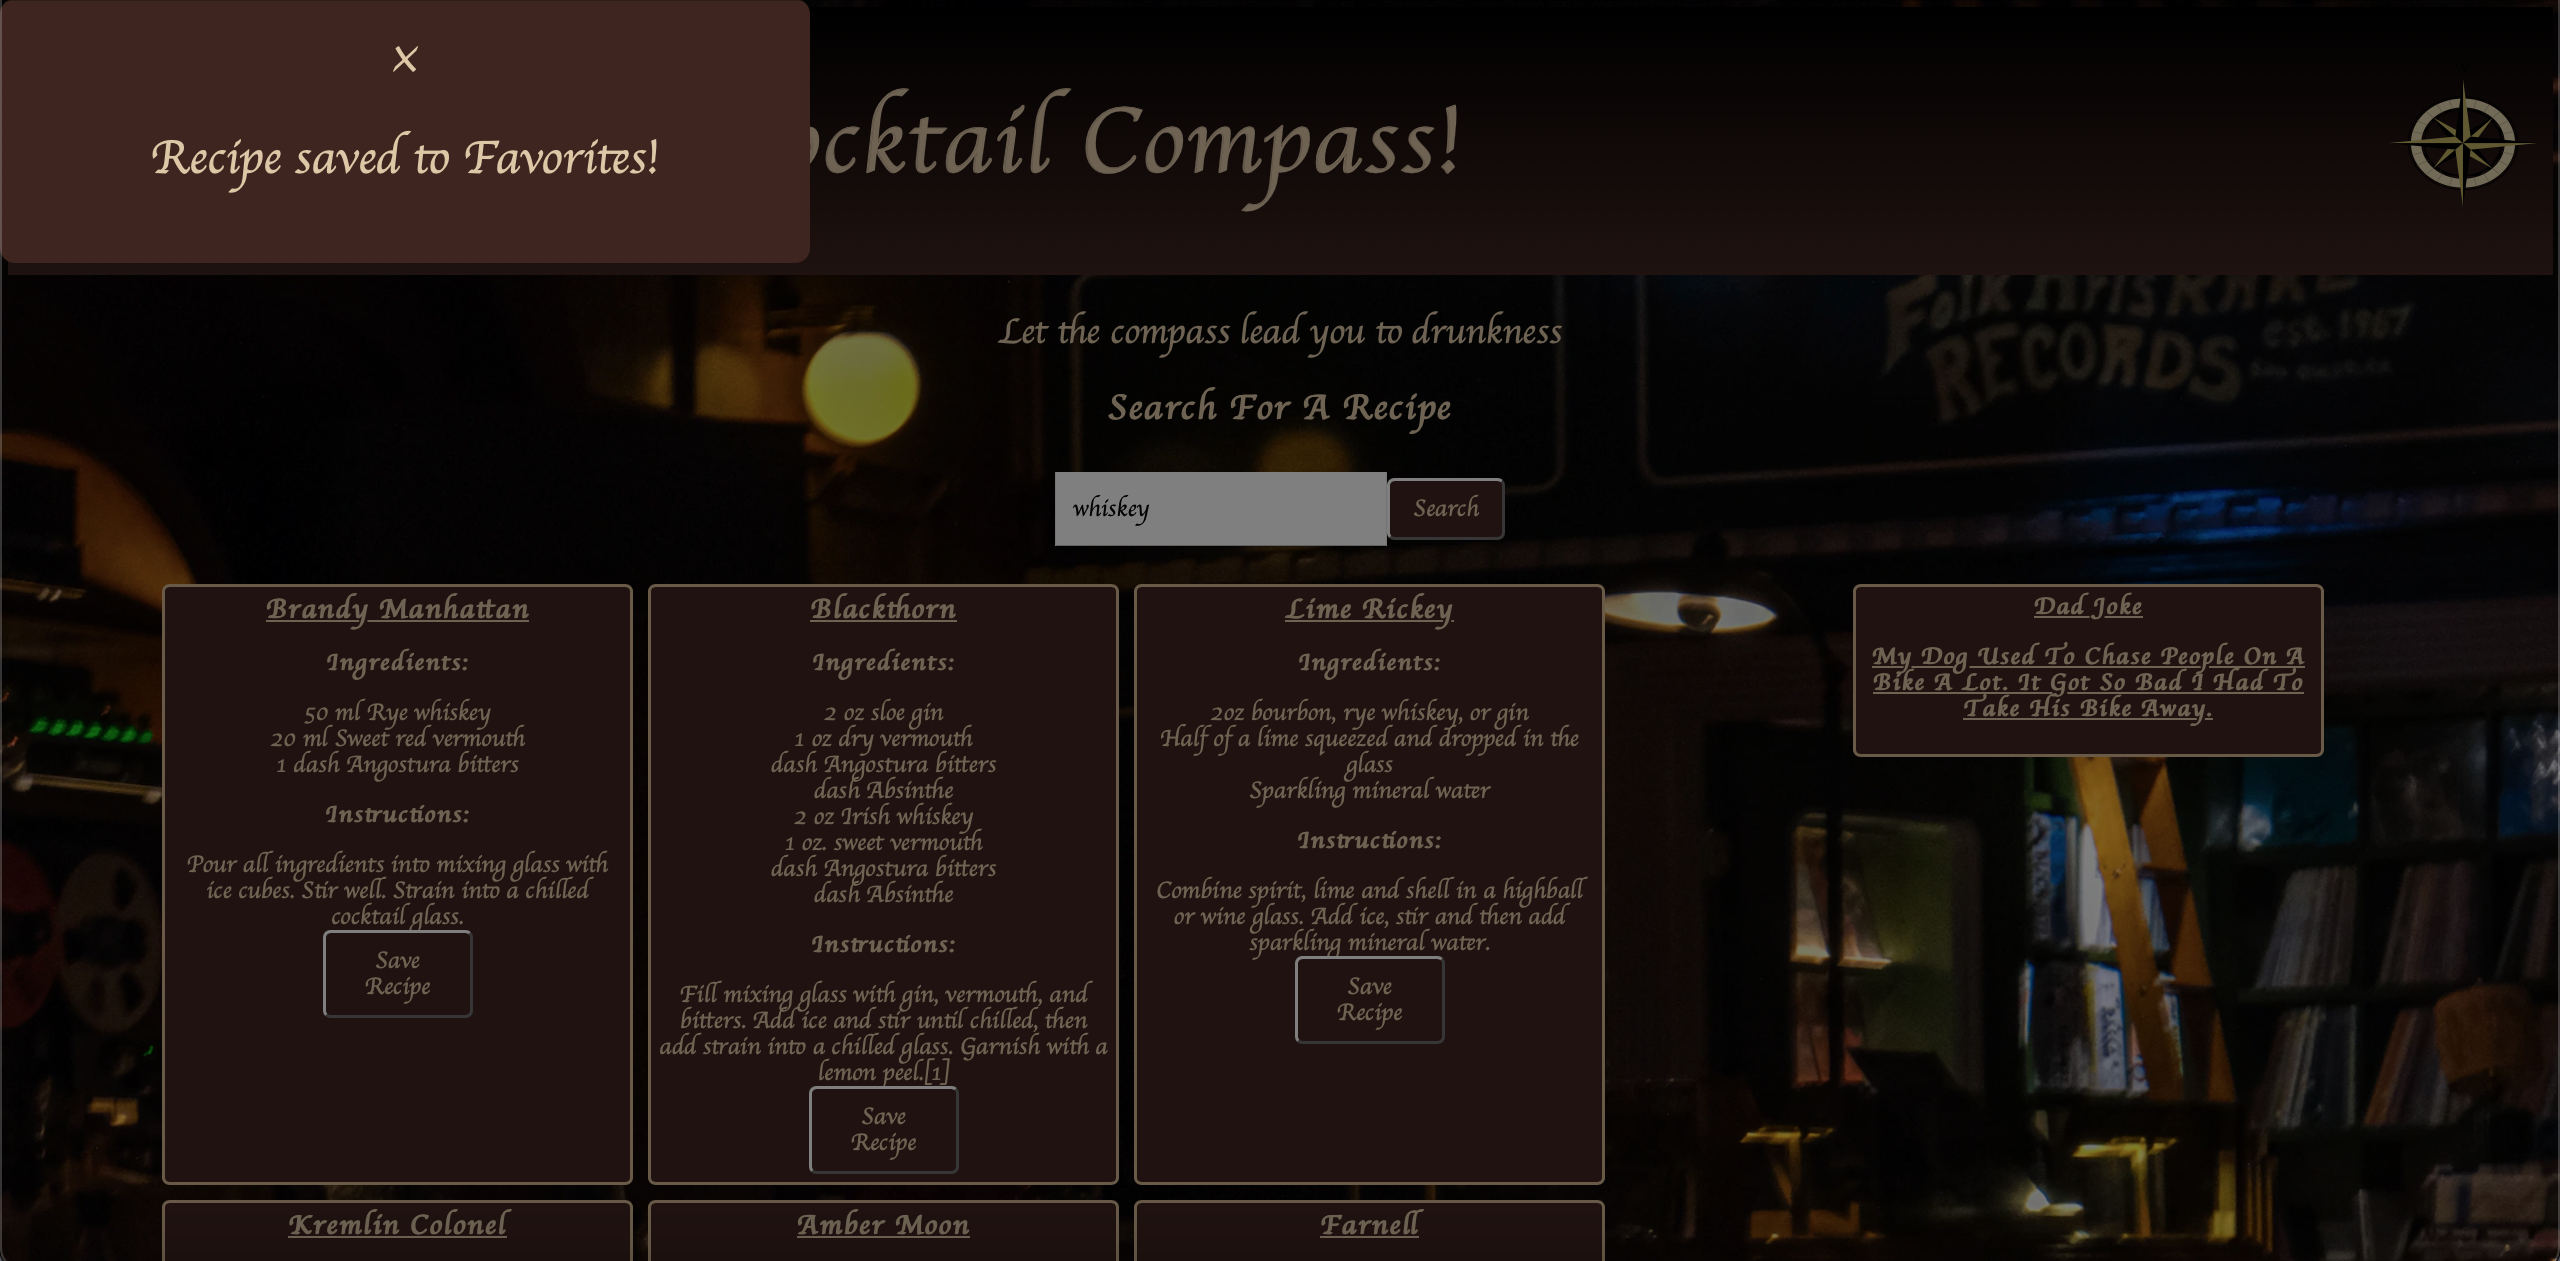 x
Recipe saved to Favorites!
ocktail Compass!
Let the compass lead you to drunkness
Search For A Recipe
whiskey
Search
Brandy Manhattan
Ingredients:
50 ml Rye whiskey
20 ml Sweet red vermouth
1 dash Angostura bitters
Instructions:
Pour all ingredients into mixing glass with
ice cubes. Stir well. Strain into a chilled
cocktail glass.
Save
Recipe
Blackthorn
Ingredients:
2 oz sloe gin
1 oz dry vermouth
dash Angostura bitters
dash Absinthe
2 oz Irish whiskey
1 oz. sweet vermouth
dash Angostura bitters
dash Absinthe
Instructions:
Fill mixing glass with gin, vermouth, and
bitters. Add ice and stir until chilled, then
add strain into a chilled glass. Garnish with a
lemon peel.[1]
Save
Recipe
Lime Rickey
Ingredients:
2oz bourbon, rye whiskey, or gin
Half of a lime squeezed and dropped in the
glass
Sparkling mineral water
Instructions:
Combine spirit, lime and shell in a highball
or wine glass. Add ice, stir and then add
sparkling mineral water.
Save
Recipe
Dad Joke
My Dog Used To Chase People On A
Bike A Lot. It Got So Bad I Had To
Take His Bike Away.
Kremlin Colonel
Amber Moon
Farnell
Folk Arts RARE
RECORDS
est. 1967